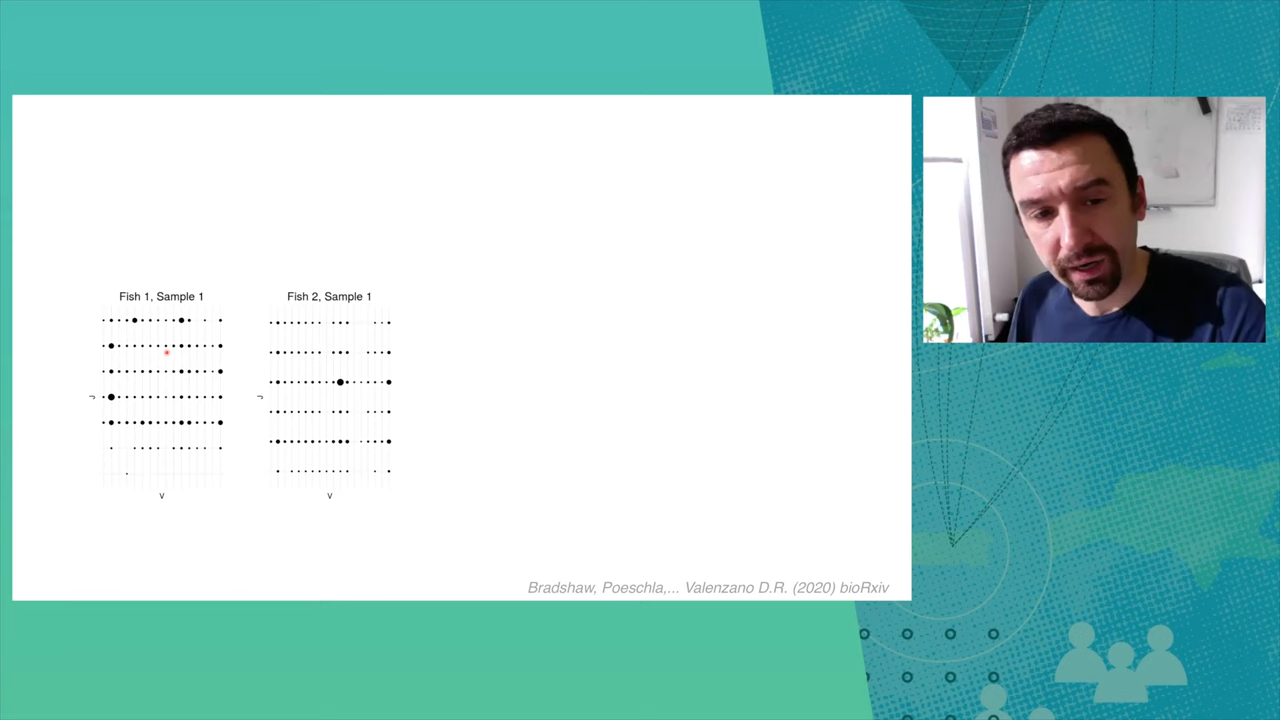 Fish 1, Sample 1
Fish 2, Sample 1
J
J
V
V
Bradshaw, Poeschla,... Valenzano D.R. (2020) bioRxiv